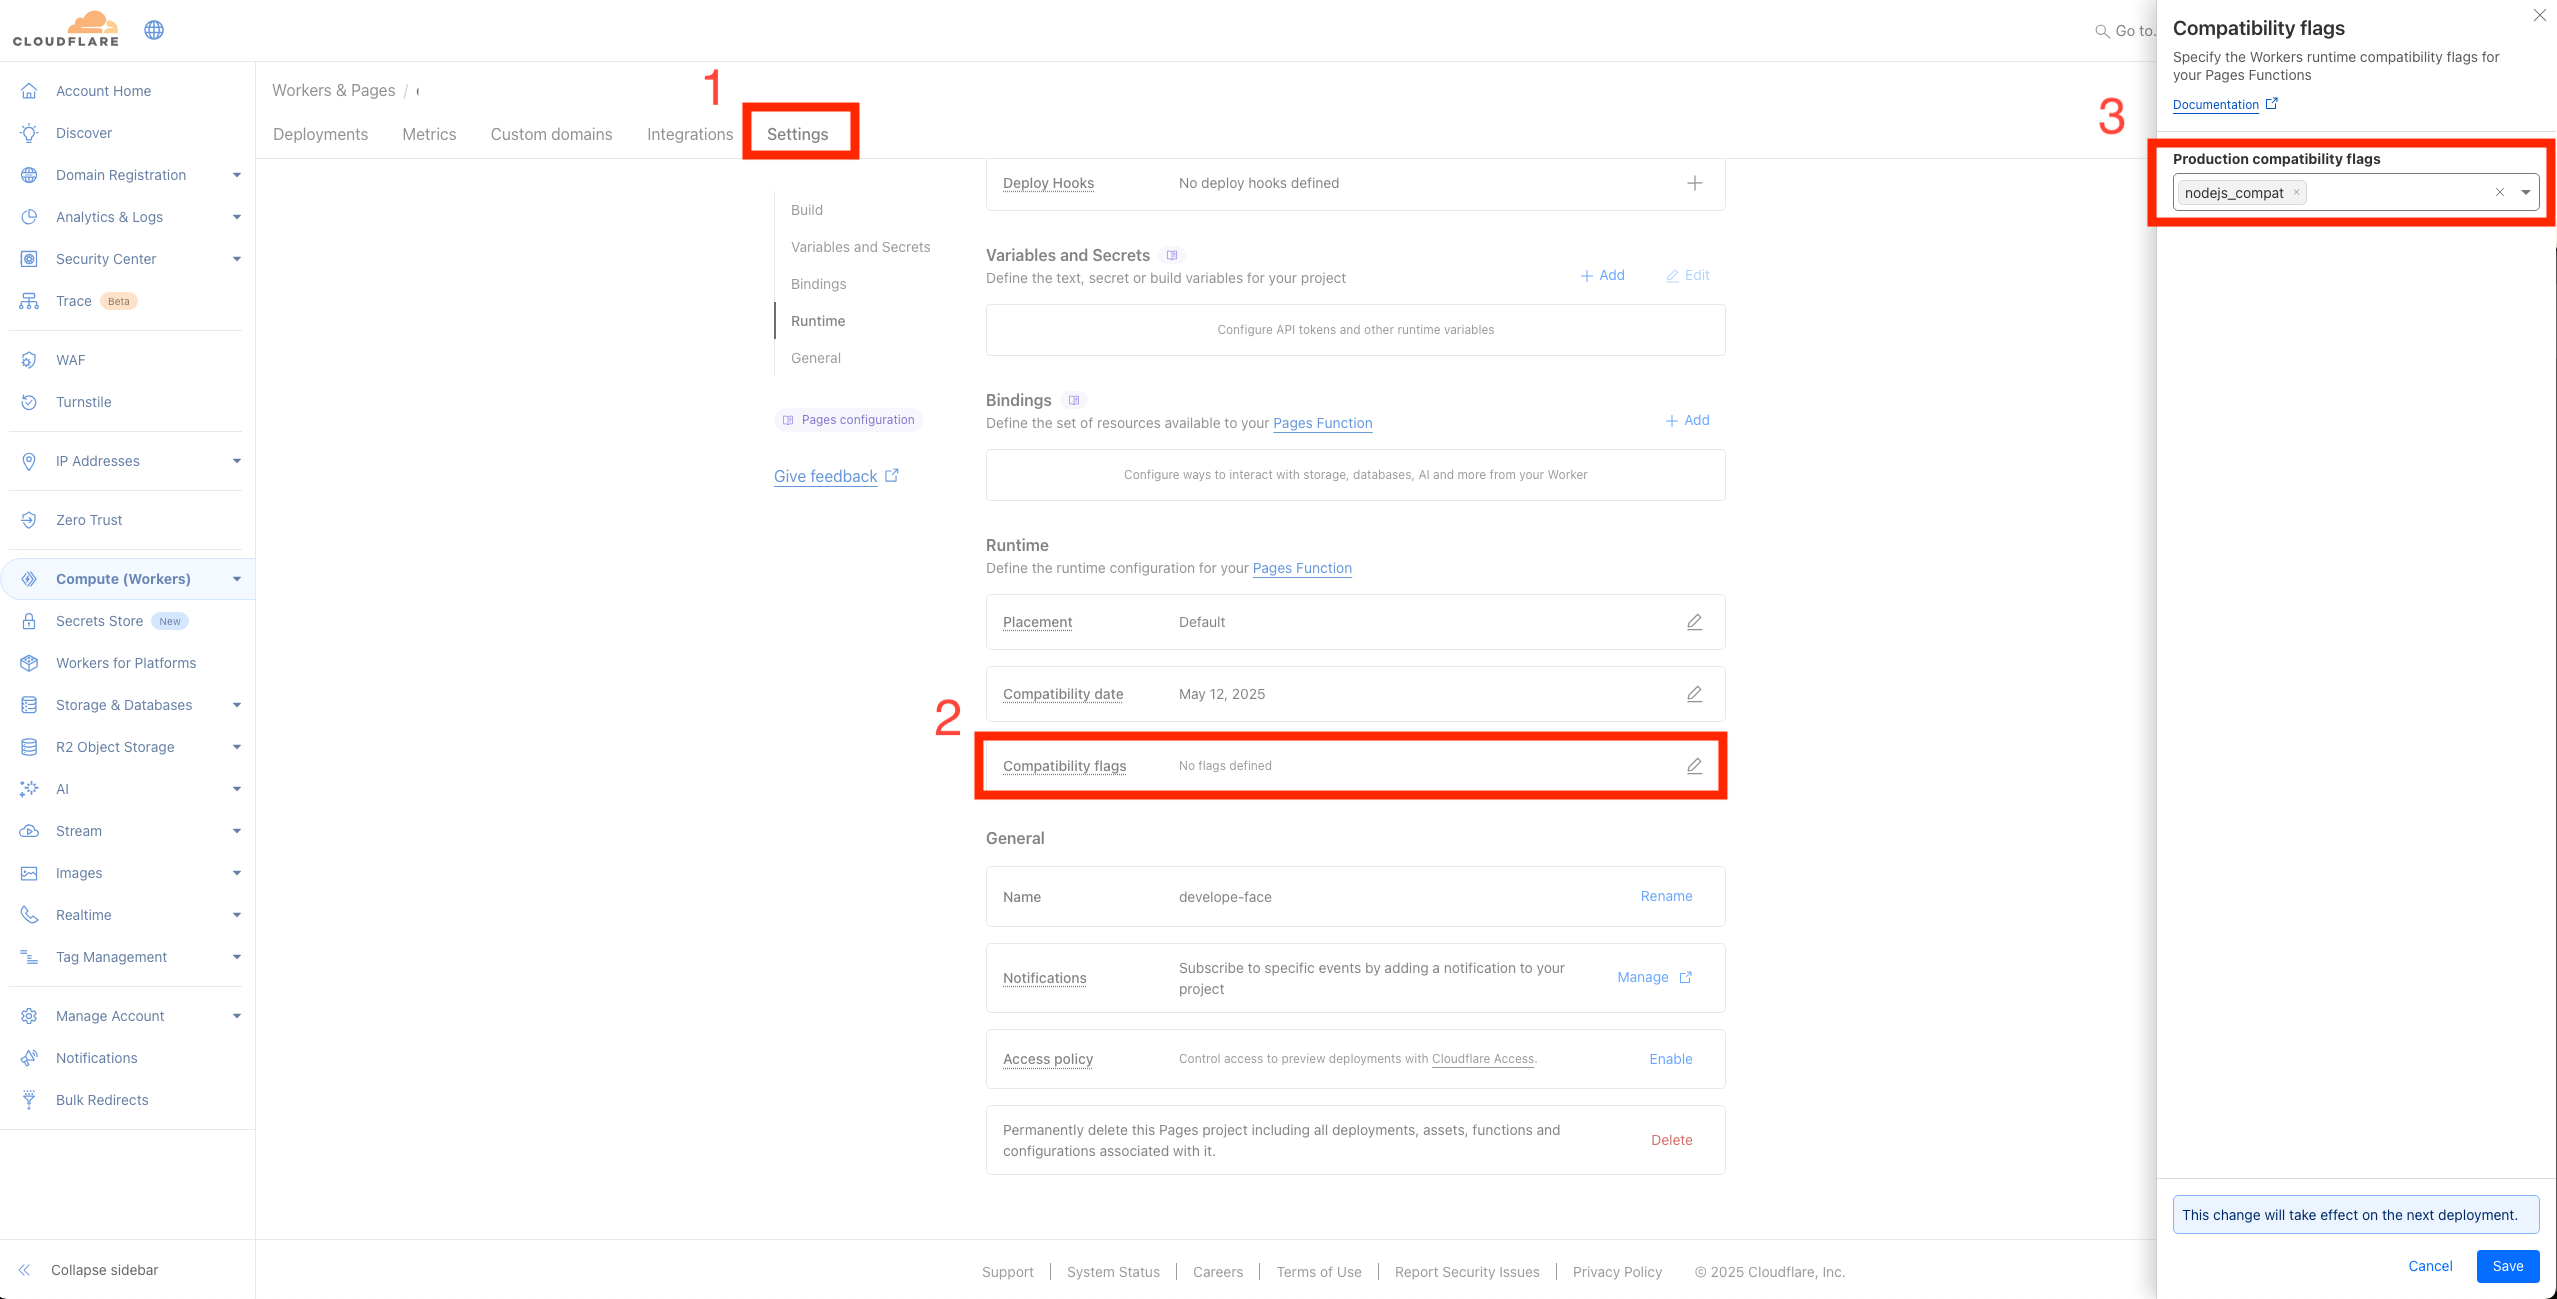 CLOUDFLARE
Go to.
Account Home
Discover
Domain Registration
Analytics & Logs
Security Center
Trace Beta
WAF
Turnstile
IP Addresses
Zero Trust
Compute (Workers)
Secrets Store New
Workers for Platforms
Storage & Databases
R2 Object Storage
AI
Stream
Images
Realtime
Tag Management
Manage Account
Notifications
Bulk Redirects
Collapse sidebar
Workers & Pages /
1
Deployments Metrics Custom domains Integrations Settings
Build
Variables and Secrets
Bindings
Runtime
General
Pages configuration
Give feedback
Deploy Hooks No deploy hooks defined
Variables and Secrets
Define the text, secret or build variables for your project
Add Edit
Configure API tokens and other runtime variables
Bindings
Define the set of resources available to your Pages Function
Add
Configure ways to interact with storage, databases, AI and more from your Worker
Runtime
Define the runtime configuration for your Pages Function
Placement Default
Compatibility date May 12, 2025
2
Compatibility flags No flags defined
General
Name develope-face Rename
Notifications Subscribe to specific events by adding a notification to your
project
Manage
Access policy Control access to preview deployments with Cloudflare Access. Enable
Permanently delete this Pages project including all deployments, assets, functions and
configurations associated with it.
Delete
Support System Status Careers Terms of Use Report Security Issues Privacy Policy © 2025 Cloudflare, Inc.
Compatibility flags
Specify the Workers runtime compatibility flags for
your Pages Functions
Documentation
3
Production compatibility flags
nodejs_compat
This change will take effect on the next deployment.
Cancel Save